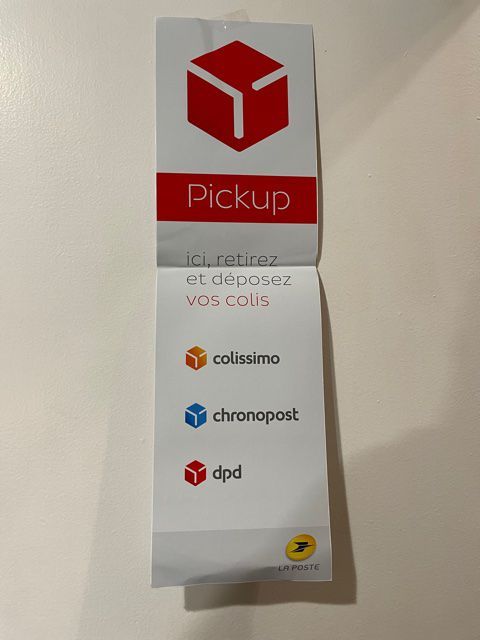 Pickup
ici, retirez
et déposez
vos colis
colissimo
chronopost
dpd
LA POSTE